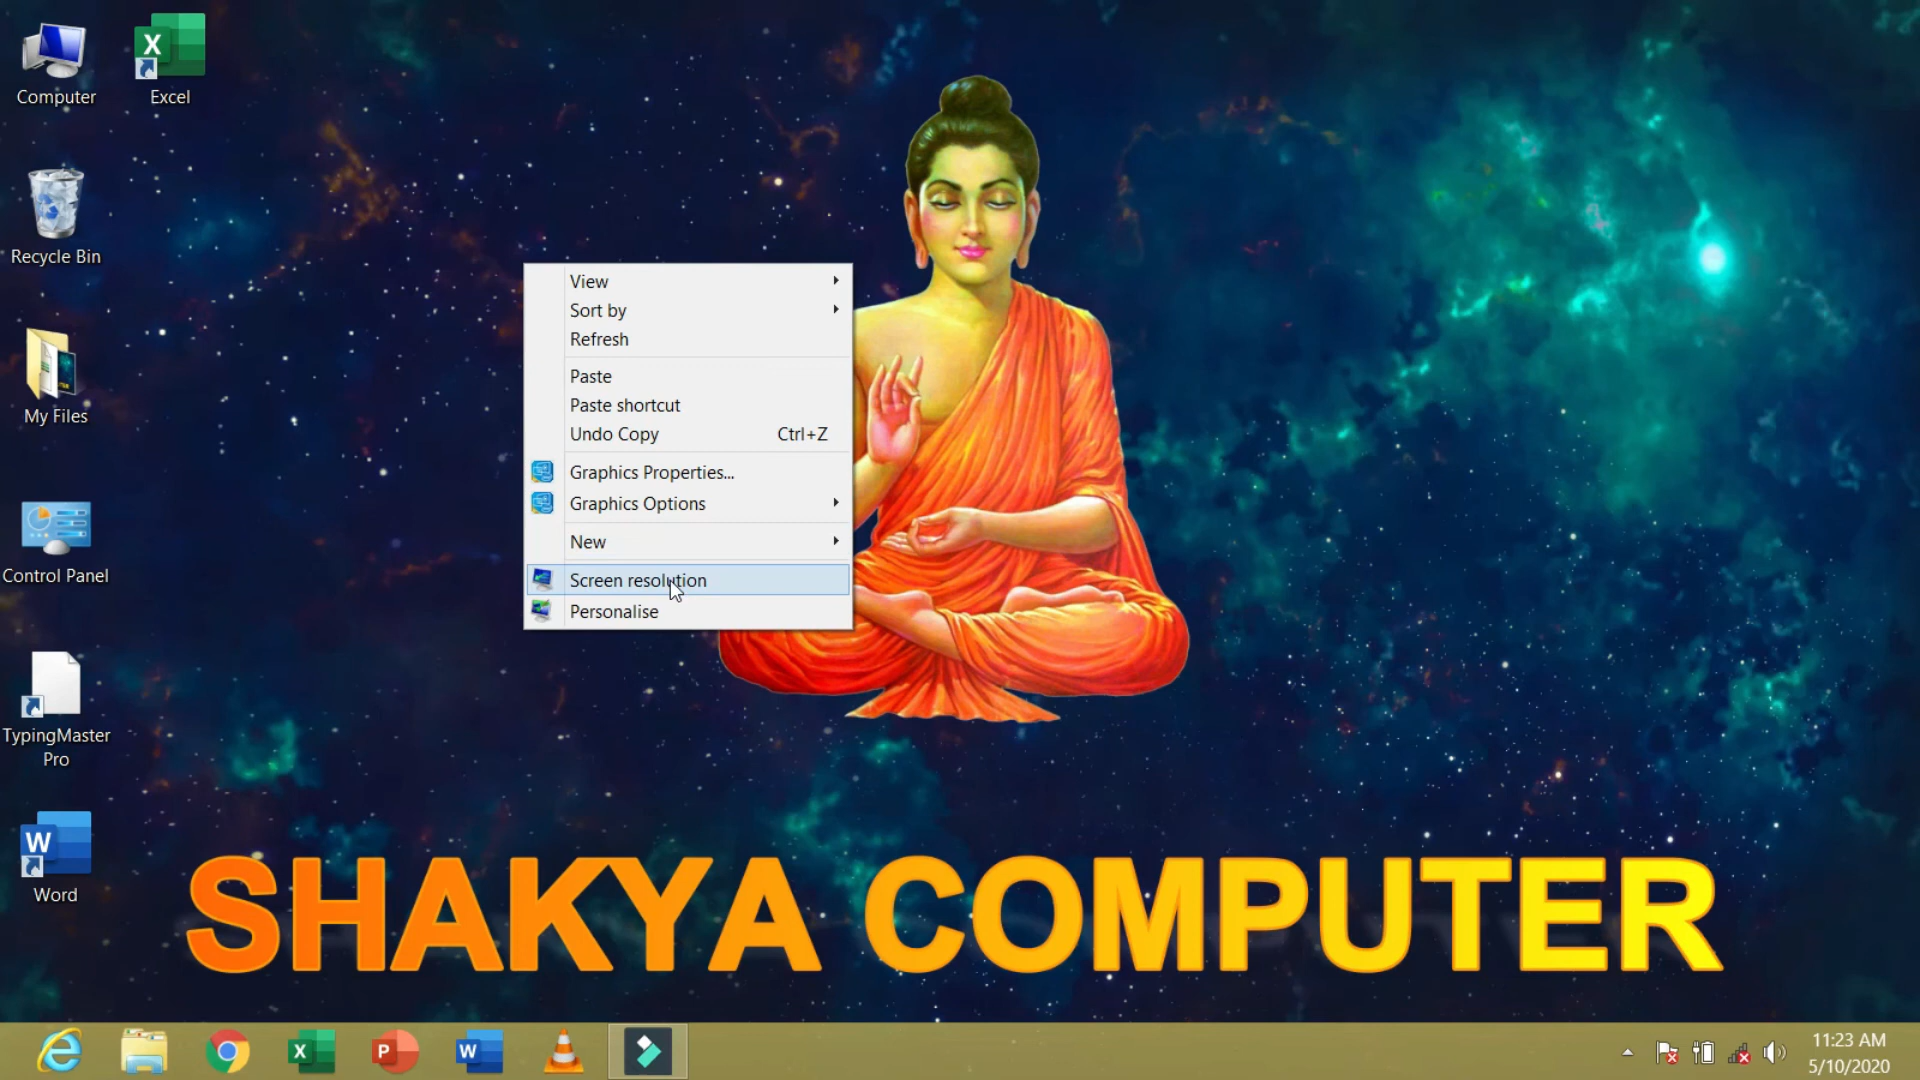 Computer
Excel
Recycle Bin
My Files
Control Panel
TypingMaster
Pro
Word
View
Sort by
Refresh
Paste
Paste shortcut
Undo Copy Ctrl+Z
Graphics Properties...
Graphics Options
New
Screen resolution
Personalise
SHAKYA COMPUTER
11:23 AM
5/10/2020